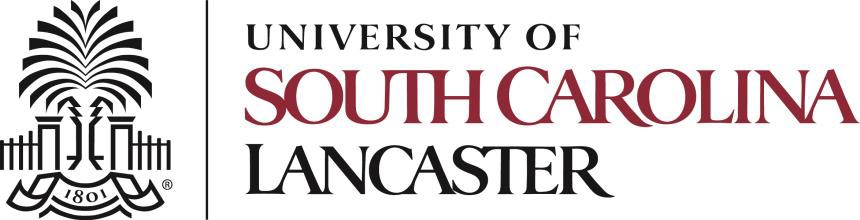 UNIVERSITY OF
SOUTH CAROLINA
LANCASTER
1801
®